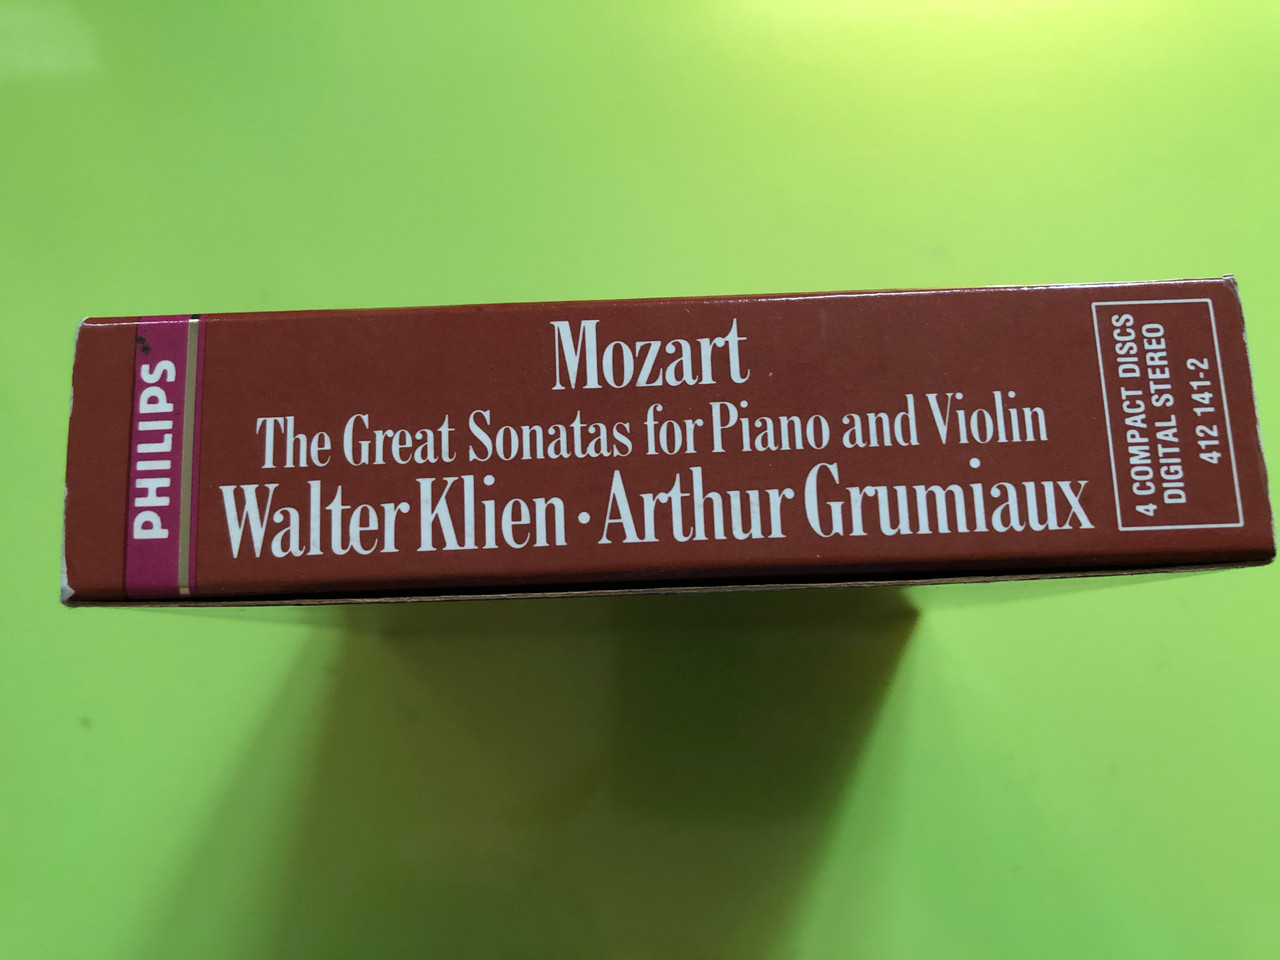 PHILIPS
Mozart
The Great Sonatas for Piano and Violin
Walter Klien · Arthur Grumiaux
4 COMPACT DISCS
DIGITAL STEREO
412 141-2